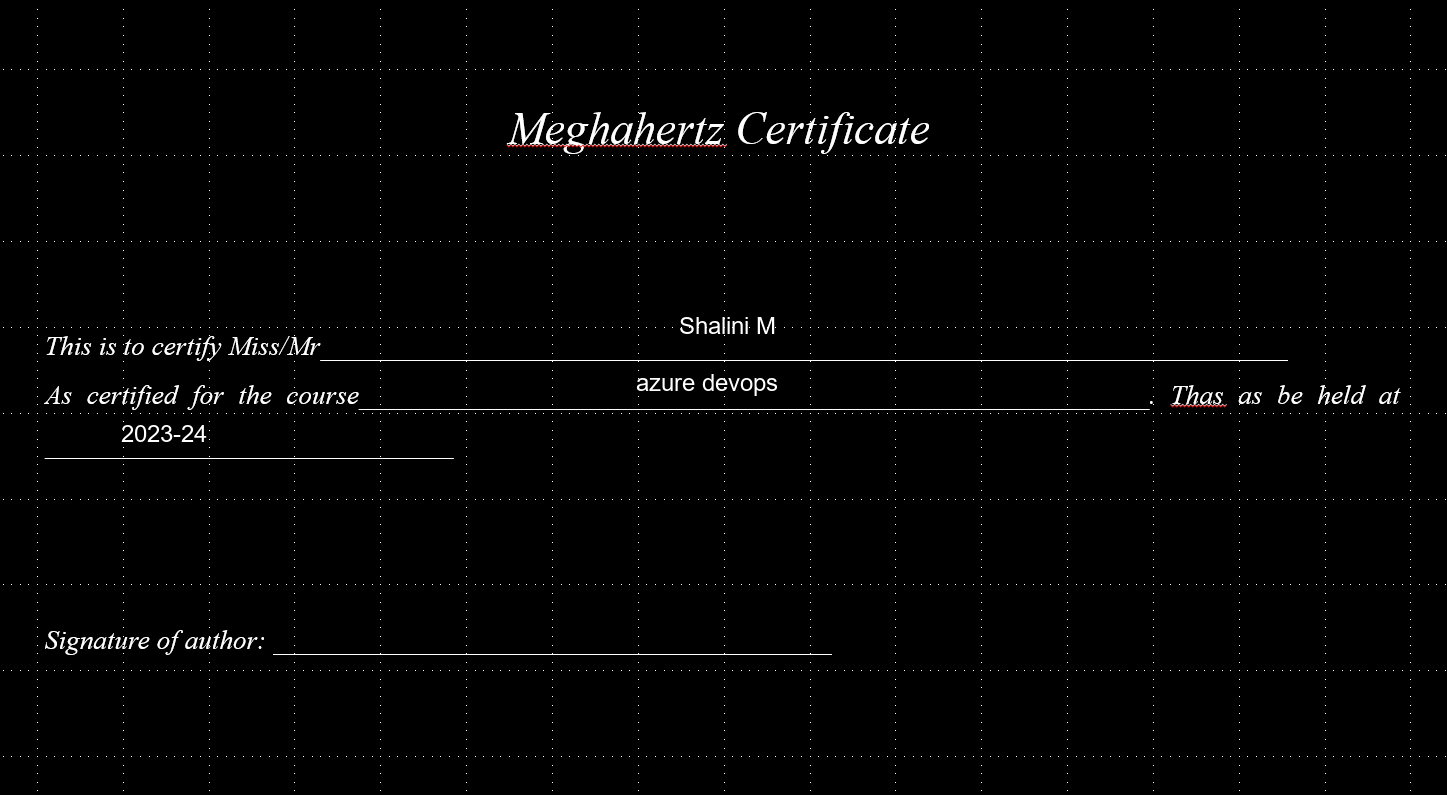 Meghahertz Certificate
Shalini M
This is to certify Miss/Mr
azure devops
As certified for the course. Thas as be held at
2023-24
Signature of author: